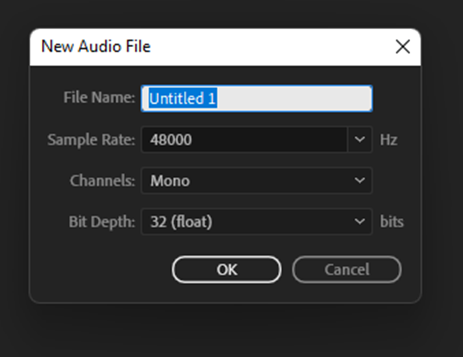 New Audio File
File Name: Untitled 1
Sample Rate: 48000 Hz
Channels: Mono
Bit Depth: 32 (float) bits
OK Cancel